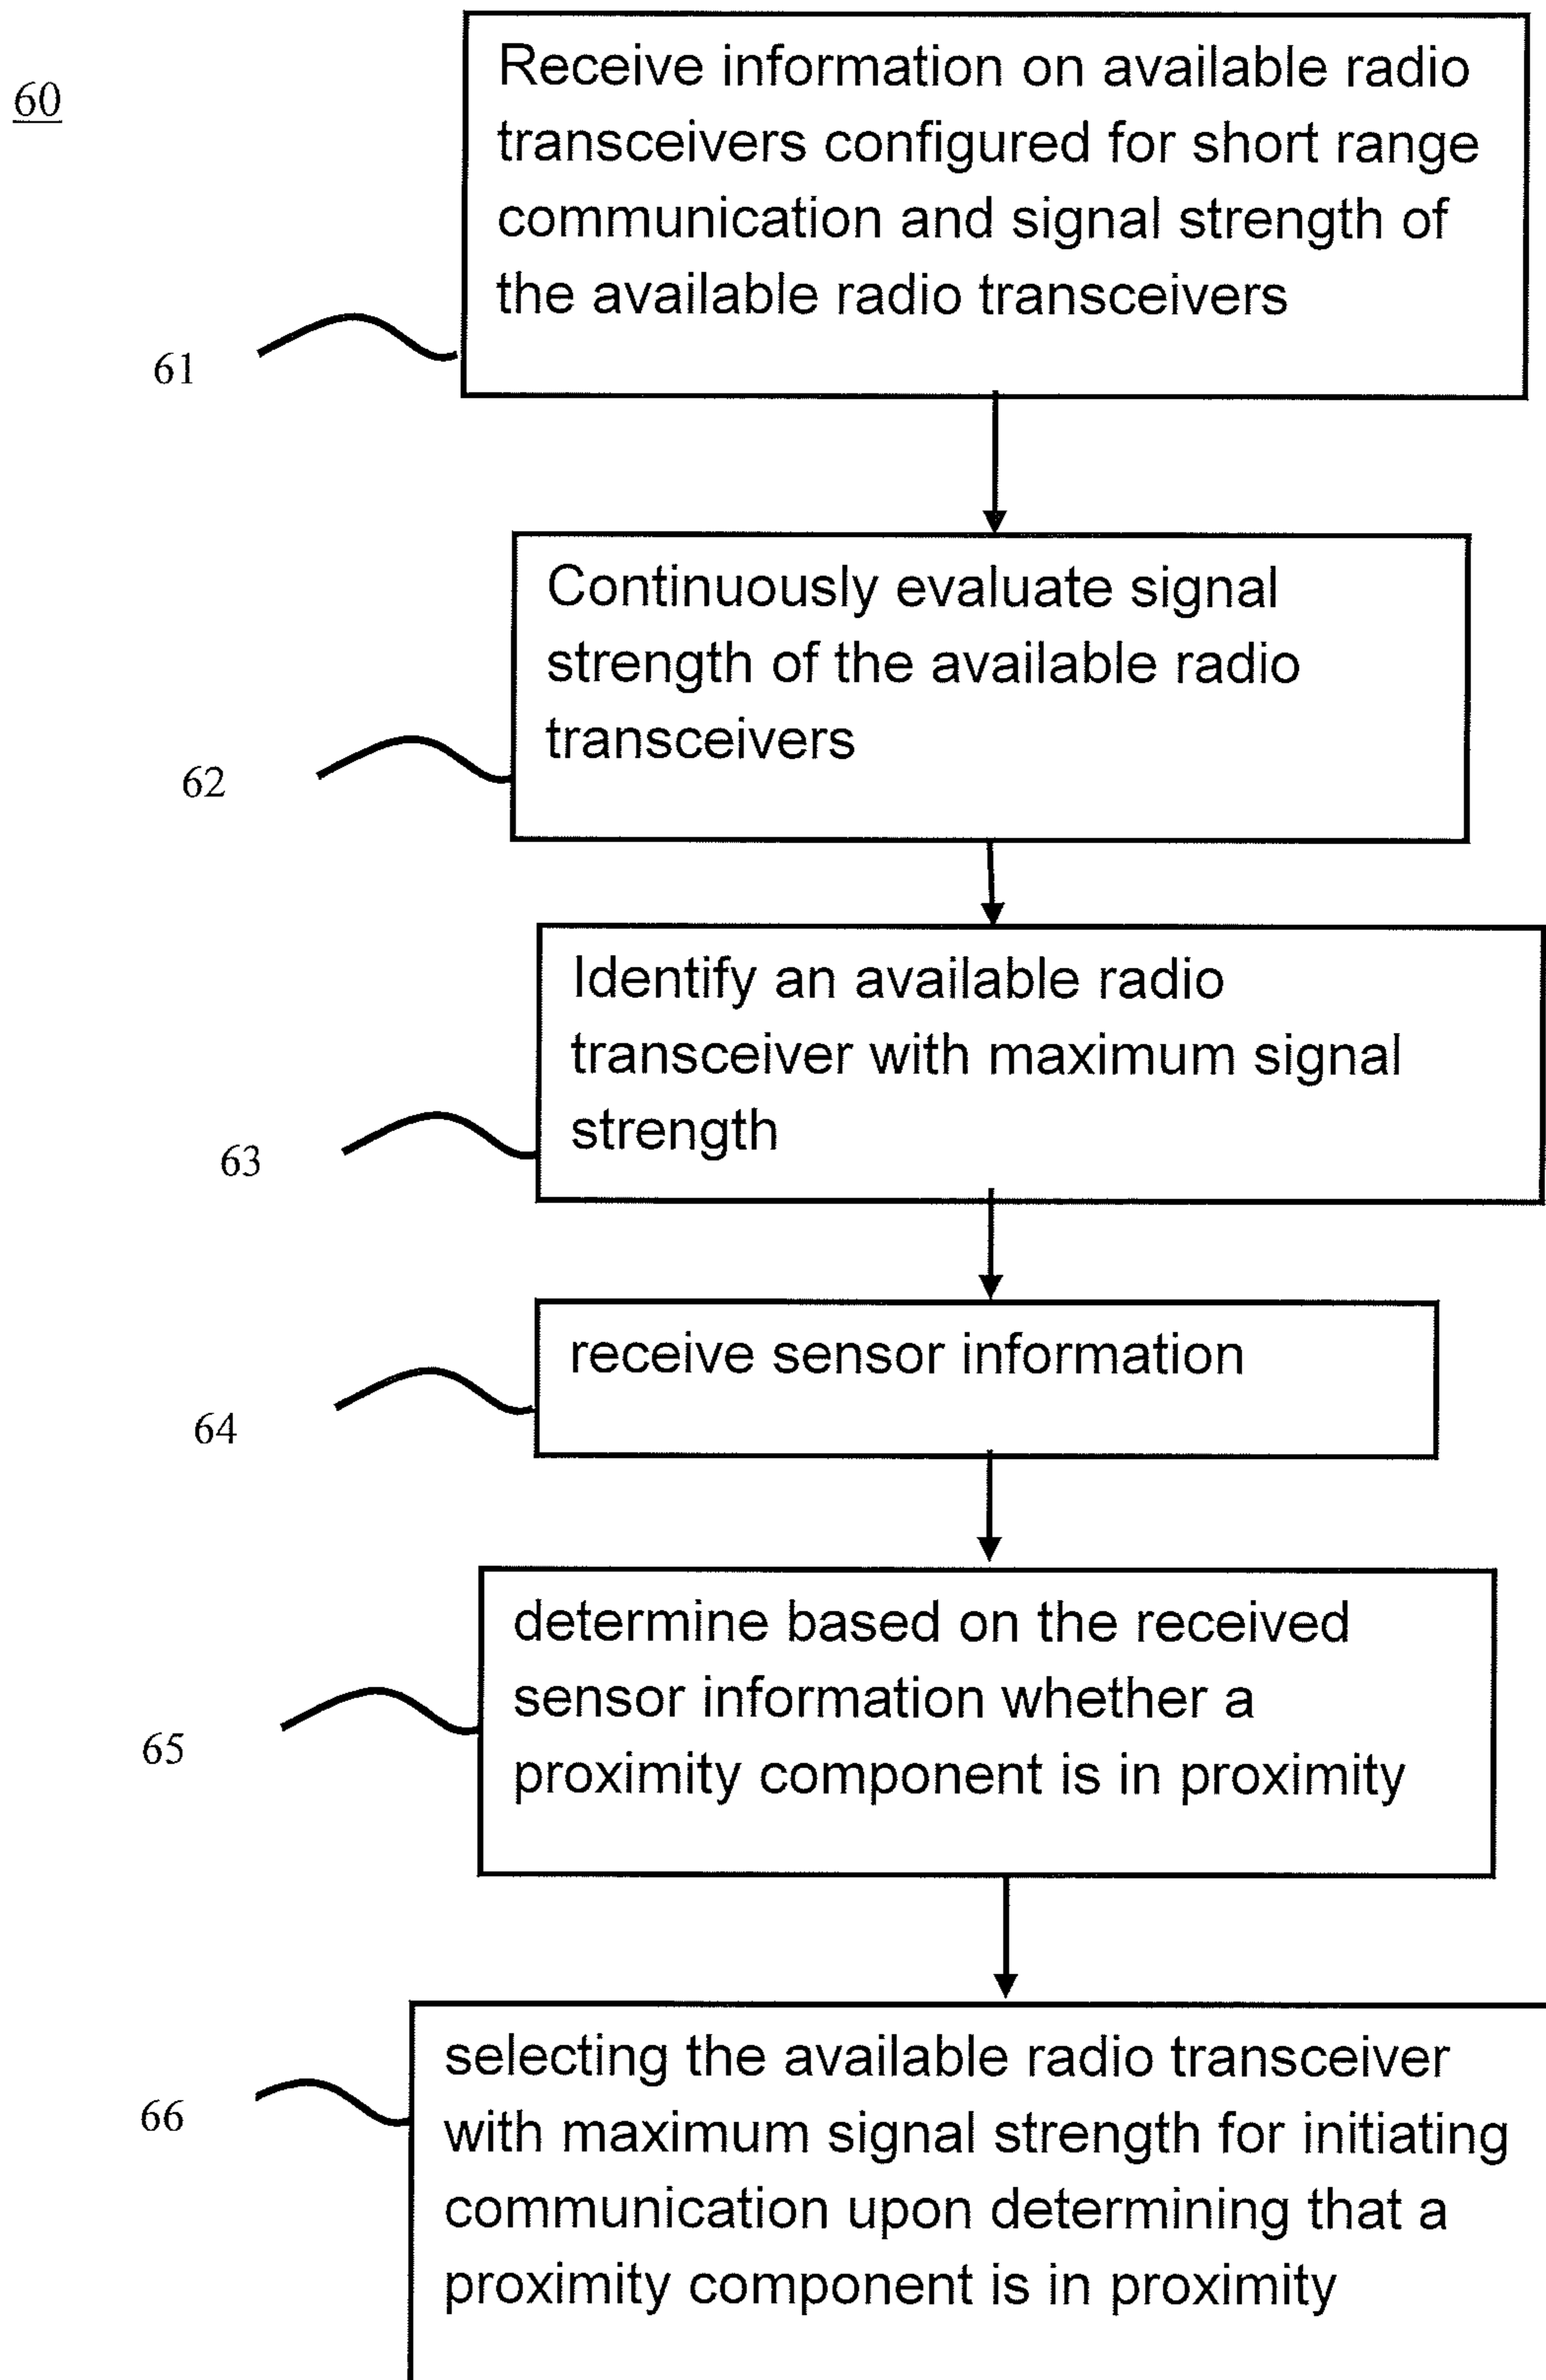 60
Receive information on available radio
transceivers configured for short range
communication and signal strength of
the available radio transceivers
61
Continuously evaluate signal
strength of the available radio
transceivers
62
Identify an available radio
transceiver with maximum signal
strength
63
receive sensor information
64
determine based on the received
sensor information whether a
proximity component is in proximity
65
selecting the available radio transceiver
with maximum signal strength for initiating
communication upon determining that a
proximity component is in proximity
66